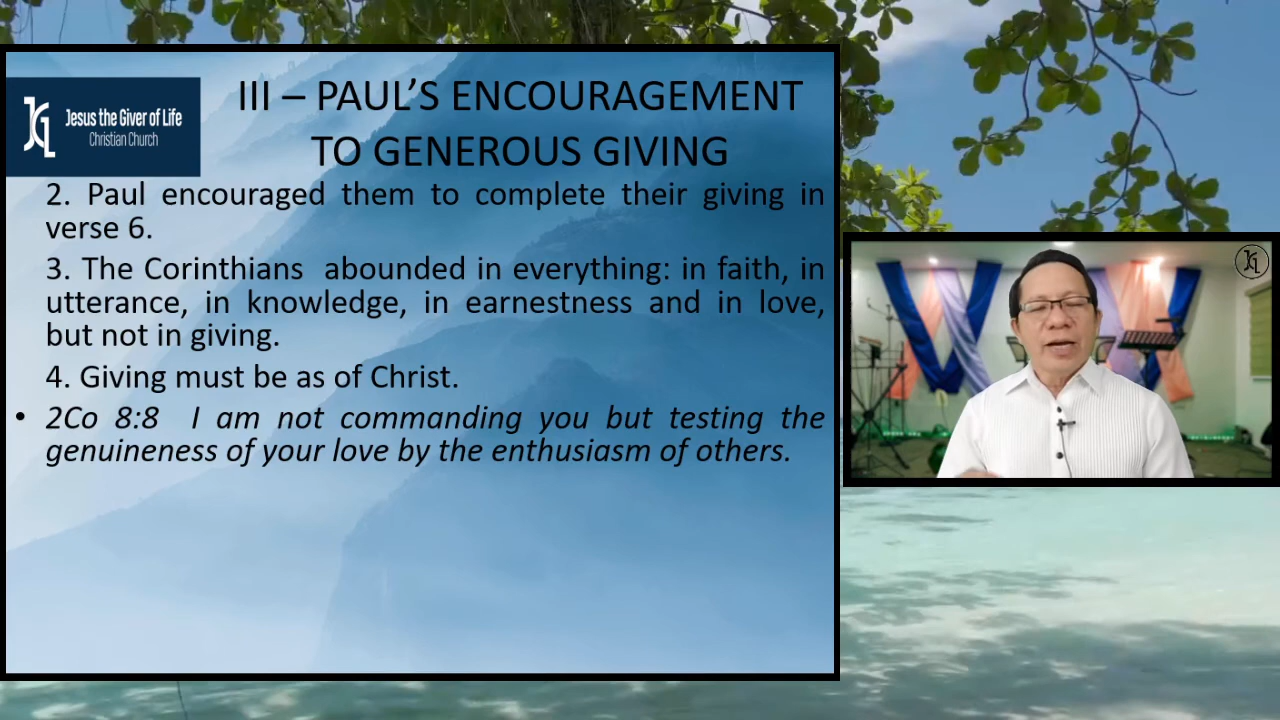 Jesus the Giver of Life
Christian Church
III – PAUL’S ENCOURAGEMENT
TO GENEROUS GIVING
2. Paul encouraged them to complete their giving in
verse 6.
3. The Corinthians abounded in everything: in faith, in
utterance, in knowledge, in earnestness and in love,
but not in giving.
4. Giving must be as of Christ.
• 2Co 8:8 I am not commanding you but testing the
genuineness of your love by the enthusiasm of others.